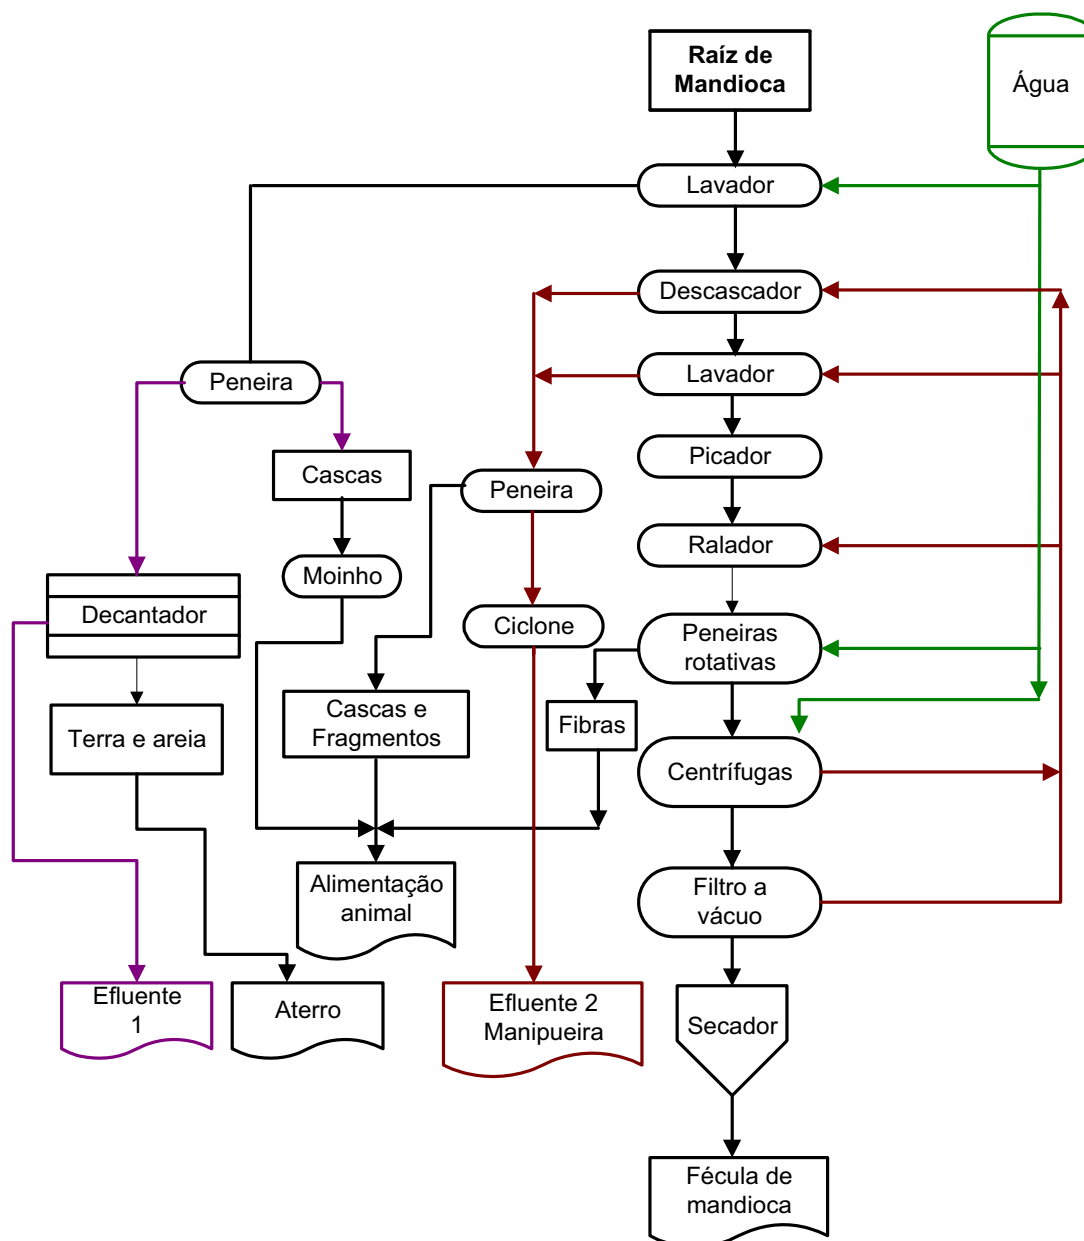 Raíz de
Mandioca
Água
Lavador
Descascador
Peneira
Lavador
Cascas
Peneira
Picador
Ralador
Moinho
Decantador
Ciclone
Peneiras
rotativas
Terra e areia
Cascas e
Fragmentos
Fibras
Centrífugas
Alimentação
animal
Filtro a
vácuo
Efluente
1
Aterro
Efluente 2
Manipueira
Secador
Fécula de
mandioca